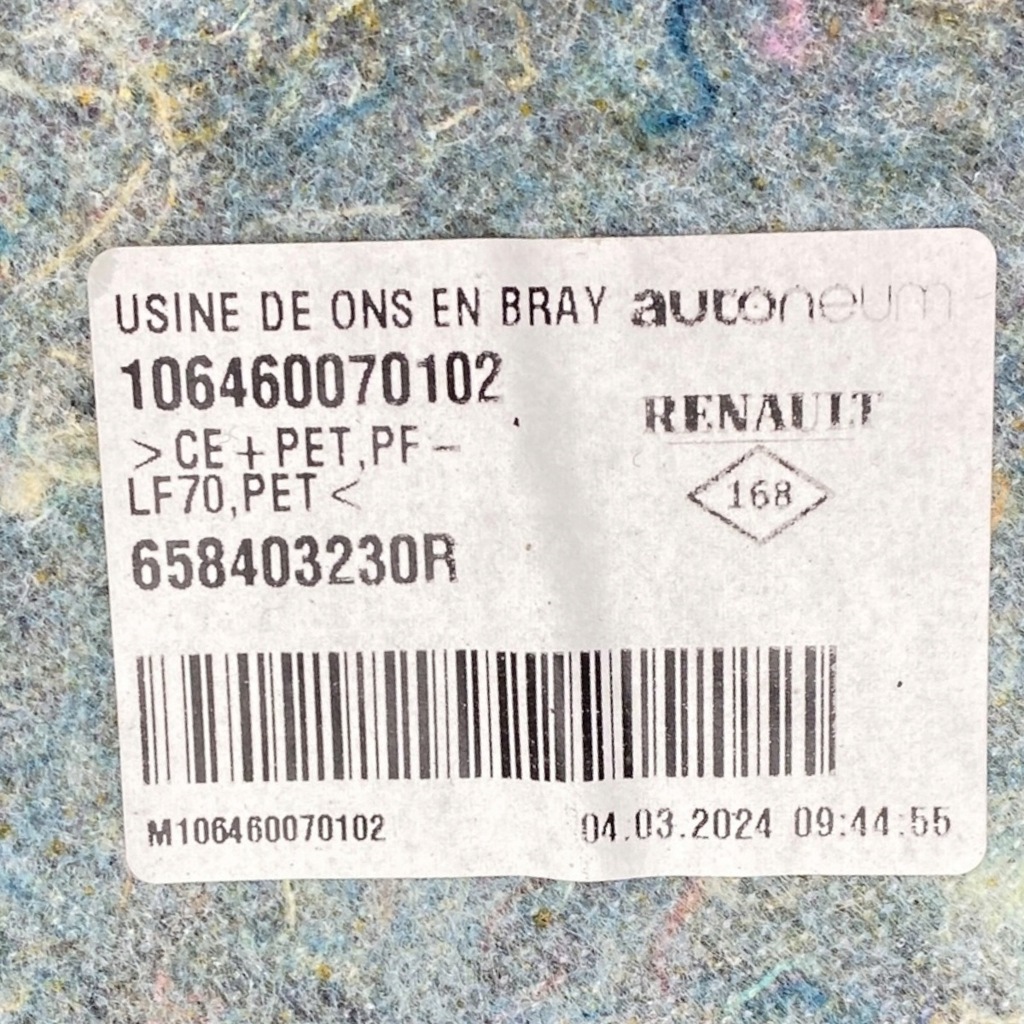 USINE DE ONS EN BRAY autoneum
106460070102
RENAULT
>CE+PET,PF-
LF70,PET<
168
658403230R
M106460070102 04.03.2024 09:44:55